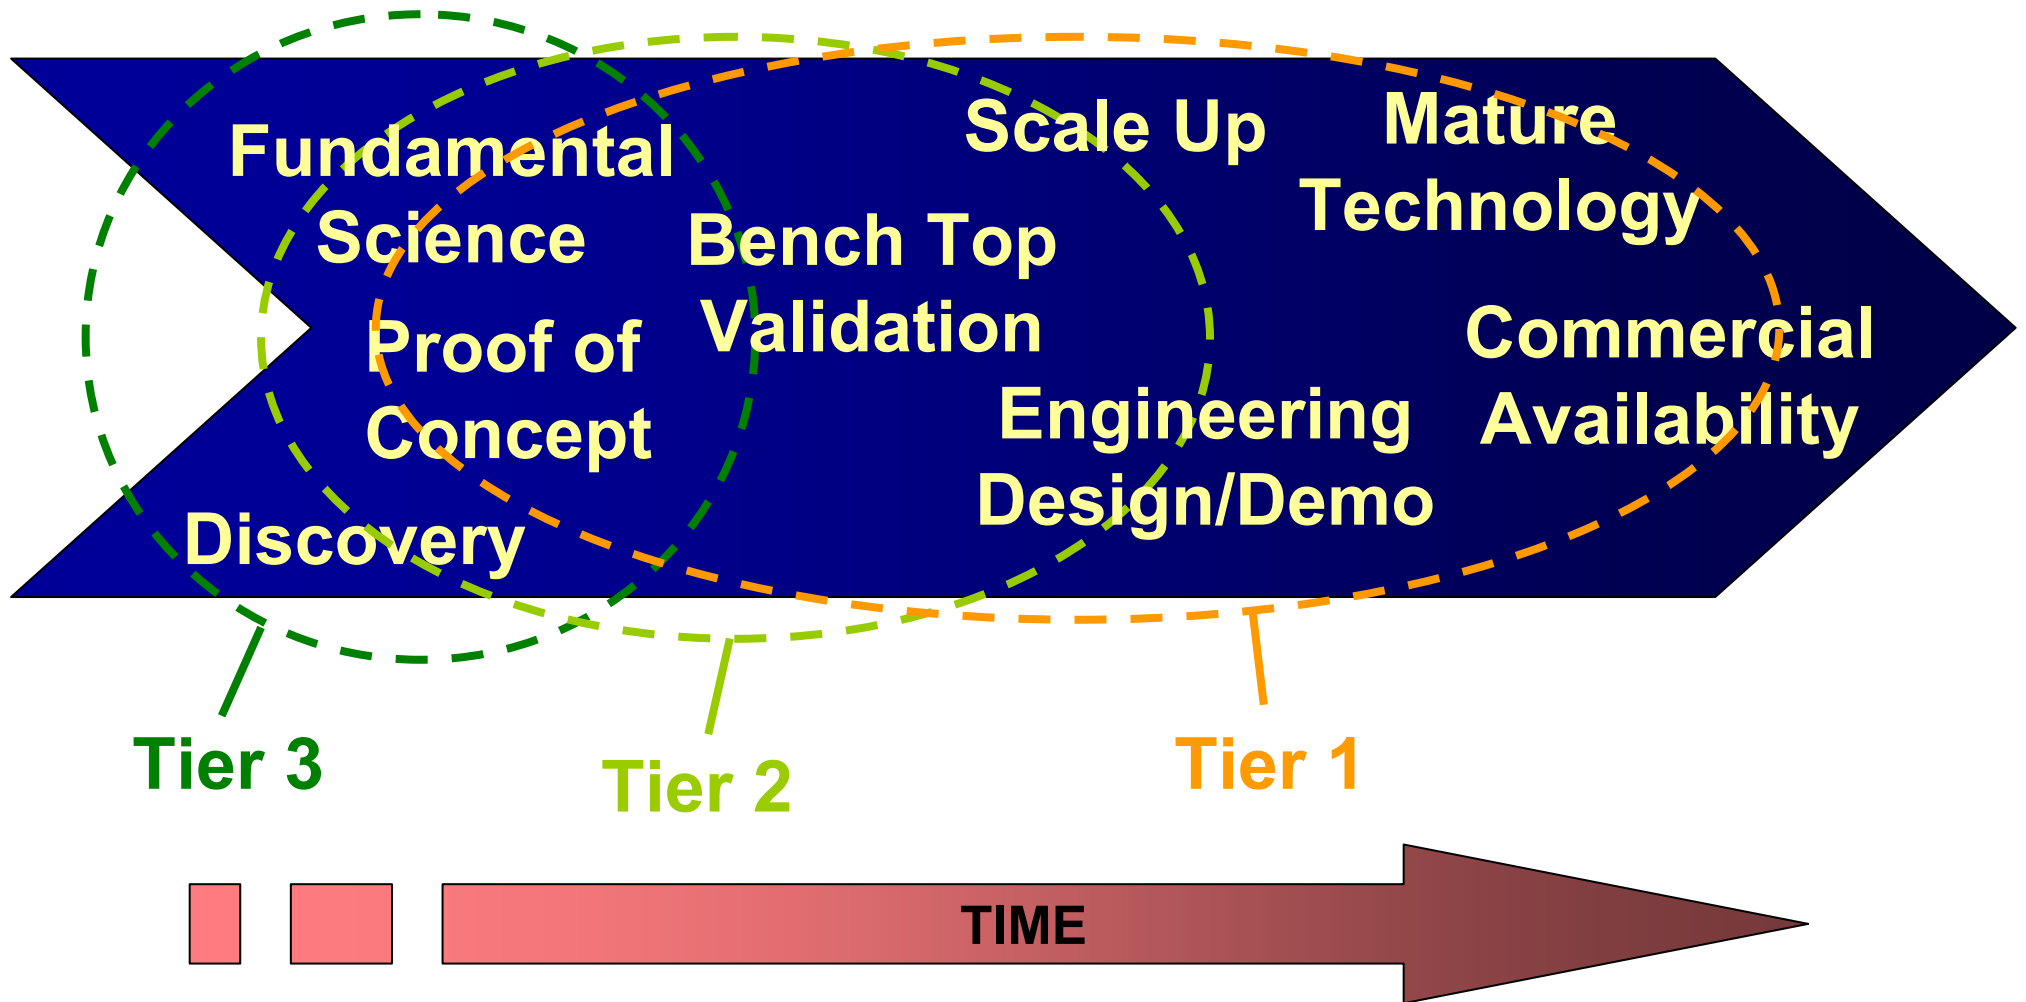 Fundamental
Science
Proof of
Concept
Discovery
Bench Top
Validation
Scale Up
Engineering
Design/Demo
Mature
Technology
Commercial
Availability
Tier 3
Tier 2
Tier 1
TIME